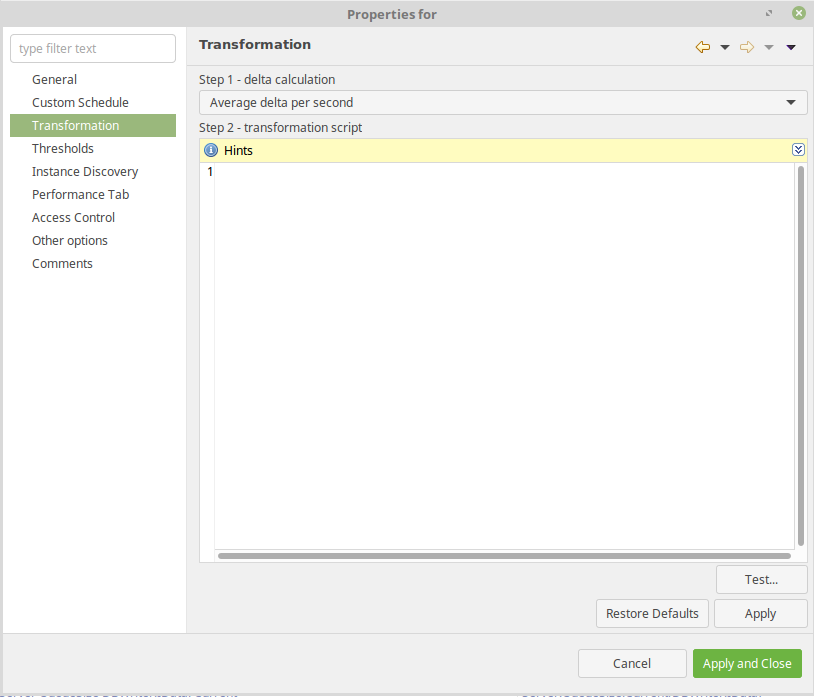 Properties for
type filter text
General
Custom Schedule
Transformation
Thresholds
Instance Discovery
Performance Tab
Access Control
Other options
Comments
Transformation
Step 1 - delta calculation
Average delta per second
Step 2 - transformation script
Hints
1
Test...
Restore Defaults
Apply
Cancel
Apply and Close